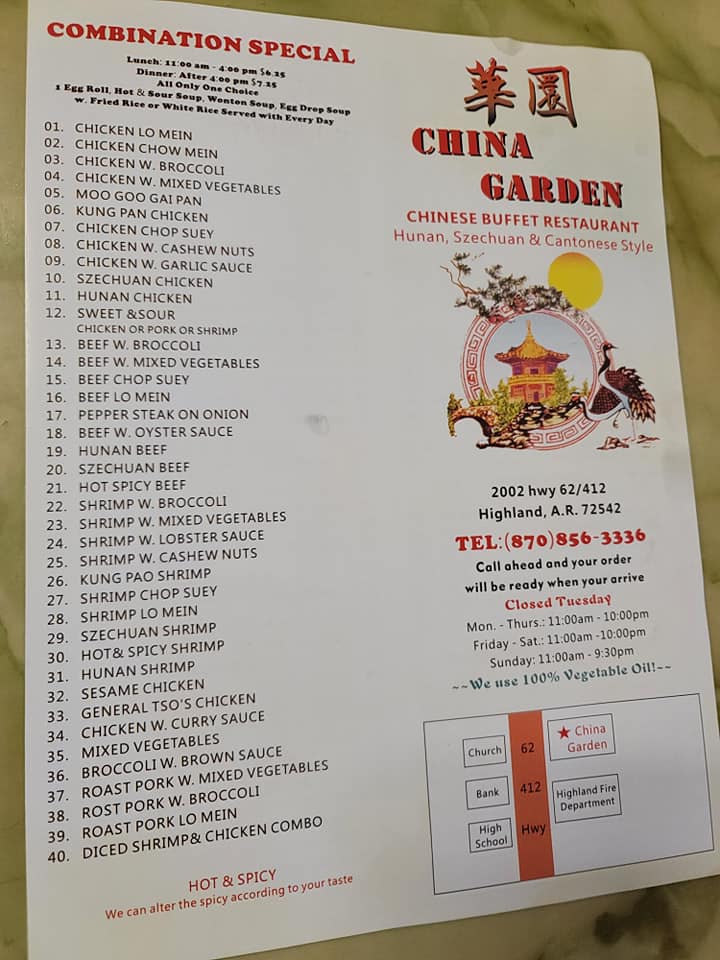 COMBINATION SPECIAL
Lunch: 11:00 am - 4:00 pm $6.25
Dinner: After 4:00 pm $7.25
All Only One Choice
1 Egg Roll, Hot & Sour Soup, Wonton Soup, Egg Drop Soup
w. Fried Rice or White Rice Served with Every Day
01. CHICKEN LO MEIN
02. CHICKEN CHOW MEIN
03. CHICKEN W. BROCCOLI
04. CHICKEN W. MIXED VEGETABLES
05. MOO GOO GAI PAN
06. KUNG PAN CHICKEN
07. CHICKEN CHOP SUEY
08. CHICKEN W. CASHEW NUTS
09. CHICKEN W. GARLIC SAUCE
10. SZECHUAN CHICKEN
11. HUNAN CHICKEN
12. SWEET &SOUR
CHICKEN OR PORK OR SHRIMP
13. BEEF W. BROCCOLI
14. BEEF W. MIXED VEGETABLES
15. BEEF CHOP SUEY
16. BEEF LO MEIN
17. PEPPER STEAK ON ONION
18. BEEF W. OYSTER SAUCE
19. HUNAN BEEF
20. SZECHUAN BEEF
21. HOT SPICY BEEF
22. SHRIMP W. BROCCOLI
23. SHRIMP W. MIXED VEGETABLES
24. SHRIMP W. LOBSTER SAUCE
25. SHRIMP W. CASHEW NUTS
26. KUNG PAO SHRIMP
27. SHRIMP CHOP SUEY
28. SHRIMP LO MEIN
29. SZECHUAN SHRIMP
30. HOT& SPICY SHRIMP
31. HUNAN SHRIMP
32. SESAME CHICKEN
33. GENERAL TSO'S CHICKEN
34. CHICKEN W. CURRY SAUCE
35. MIXED VEGETABLES
36. BROCCOLI W. BROWN SAUCE
37. ROAST PORK W. MIXED VEGETABLES
38. ROST PORK W. BROCCOLI
39. ROAST PORK LO MEIN
40. DICED SHRIMP& CHICKEN COMBO
HOT & SPICY
We can alter the spicy according to your taste
華園
CHINA
GARDEN
CHINESE BUFFET RESTAURANT
Hunan, Szechuan & Cantonese Style
2002 hwy 62/412
Highland, A.R. 72542
TEL:(870)856-3336
Call ahead and your order
will be ready when your arrive
Closed Tuesday
Mon. - Thurs.: 11:00am - 10:00pm
Friday - Sat.: 11:00am -10:00pm
Sunday: 11:00am - 9:30pm
~~We use 100% Vegetable Oil!~~
Church
62
★ China
Garden
Bank
412
Highland Fire
Department
High
School
Hwy